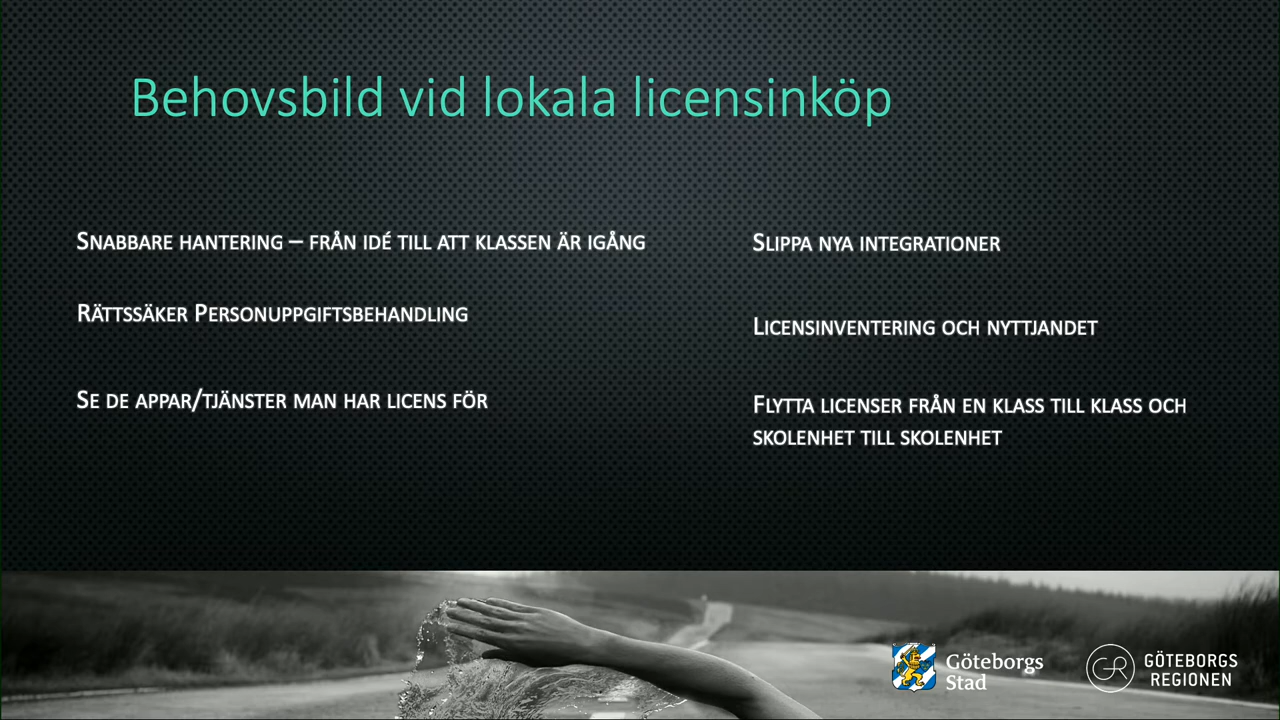 Behovsbild vid lokala licensinköp
Snabbare hantering – från idé till att klassen är igång
Rättssäker Personuppgiftsbehandling
Se de appar/tjänster man har licens för
Slippa nya integrationer
Licensinventering och nyttjandet
Flytta licenser från en klass till klass och
skolenhet till skolenhet
Göteborgs
Stad
GR
GÖTEBORGS
REGIONEN